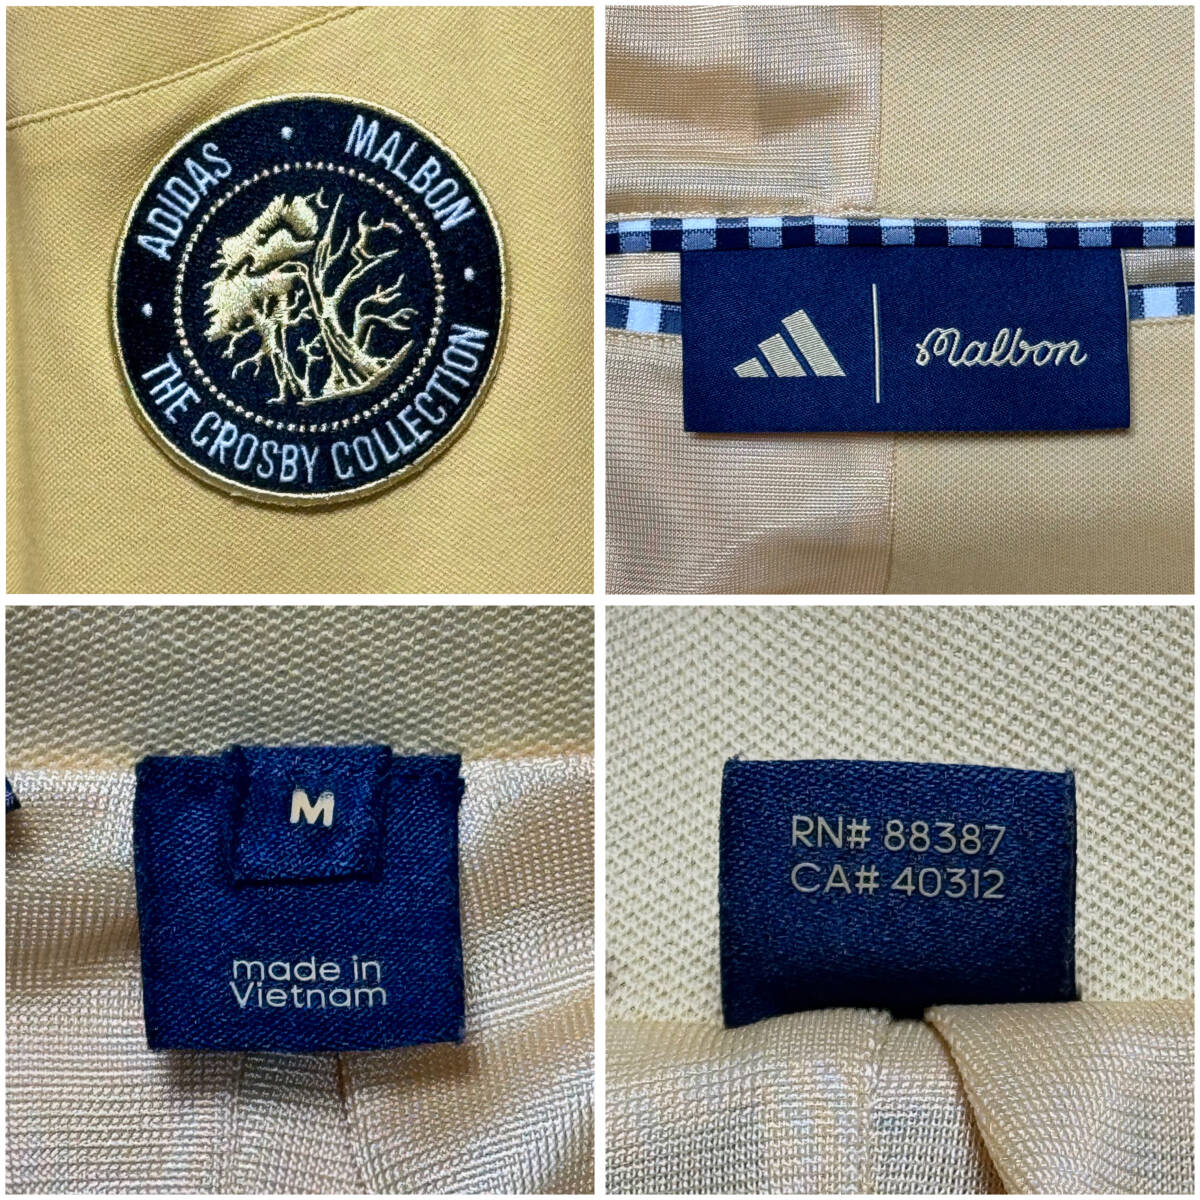 ADIDAS · MALBON ·
THE CROSBY COLLECTION ·
Malbon
M
made in
Vietnam
RN# 88387
CA# 40312